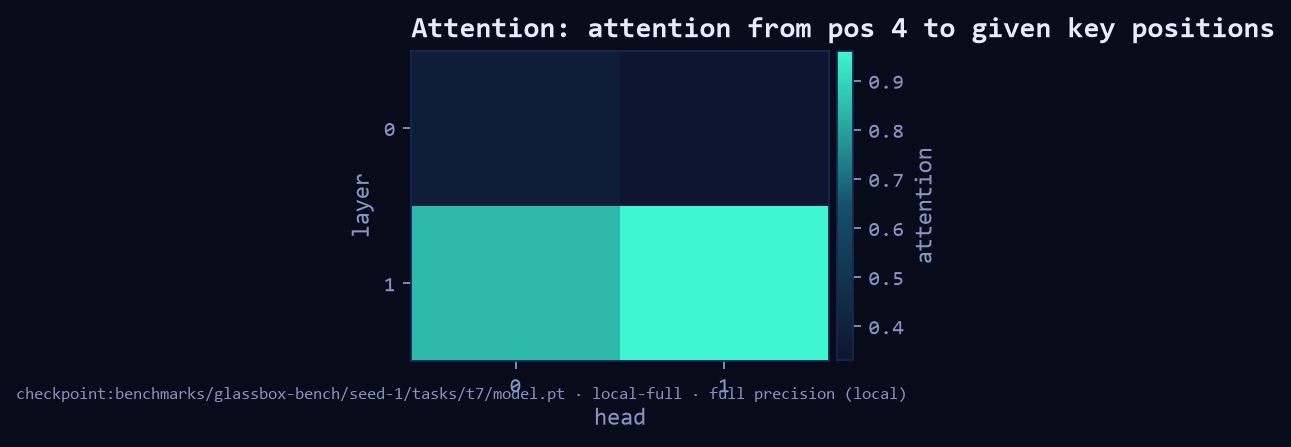 Attention: attention from pos 4 to given key positions
0.9
0.8
0.7
0.6
0.5
0.4
attention
layer
0
1
0 1
checkpoint:benchmarks/glassbox-bench/seed-1/tasks/t7/model.pt · local-full · full precision (local)
head